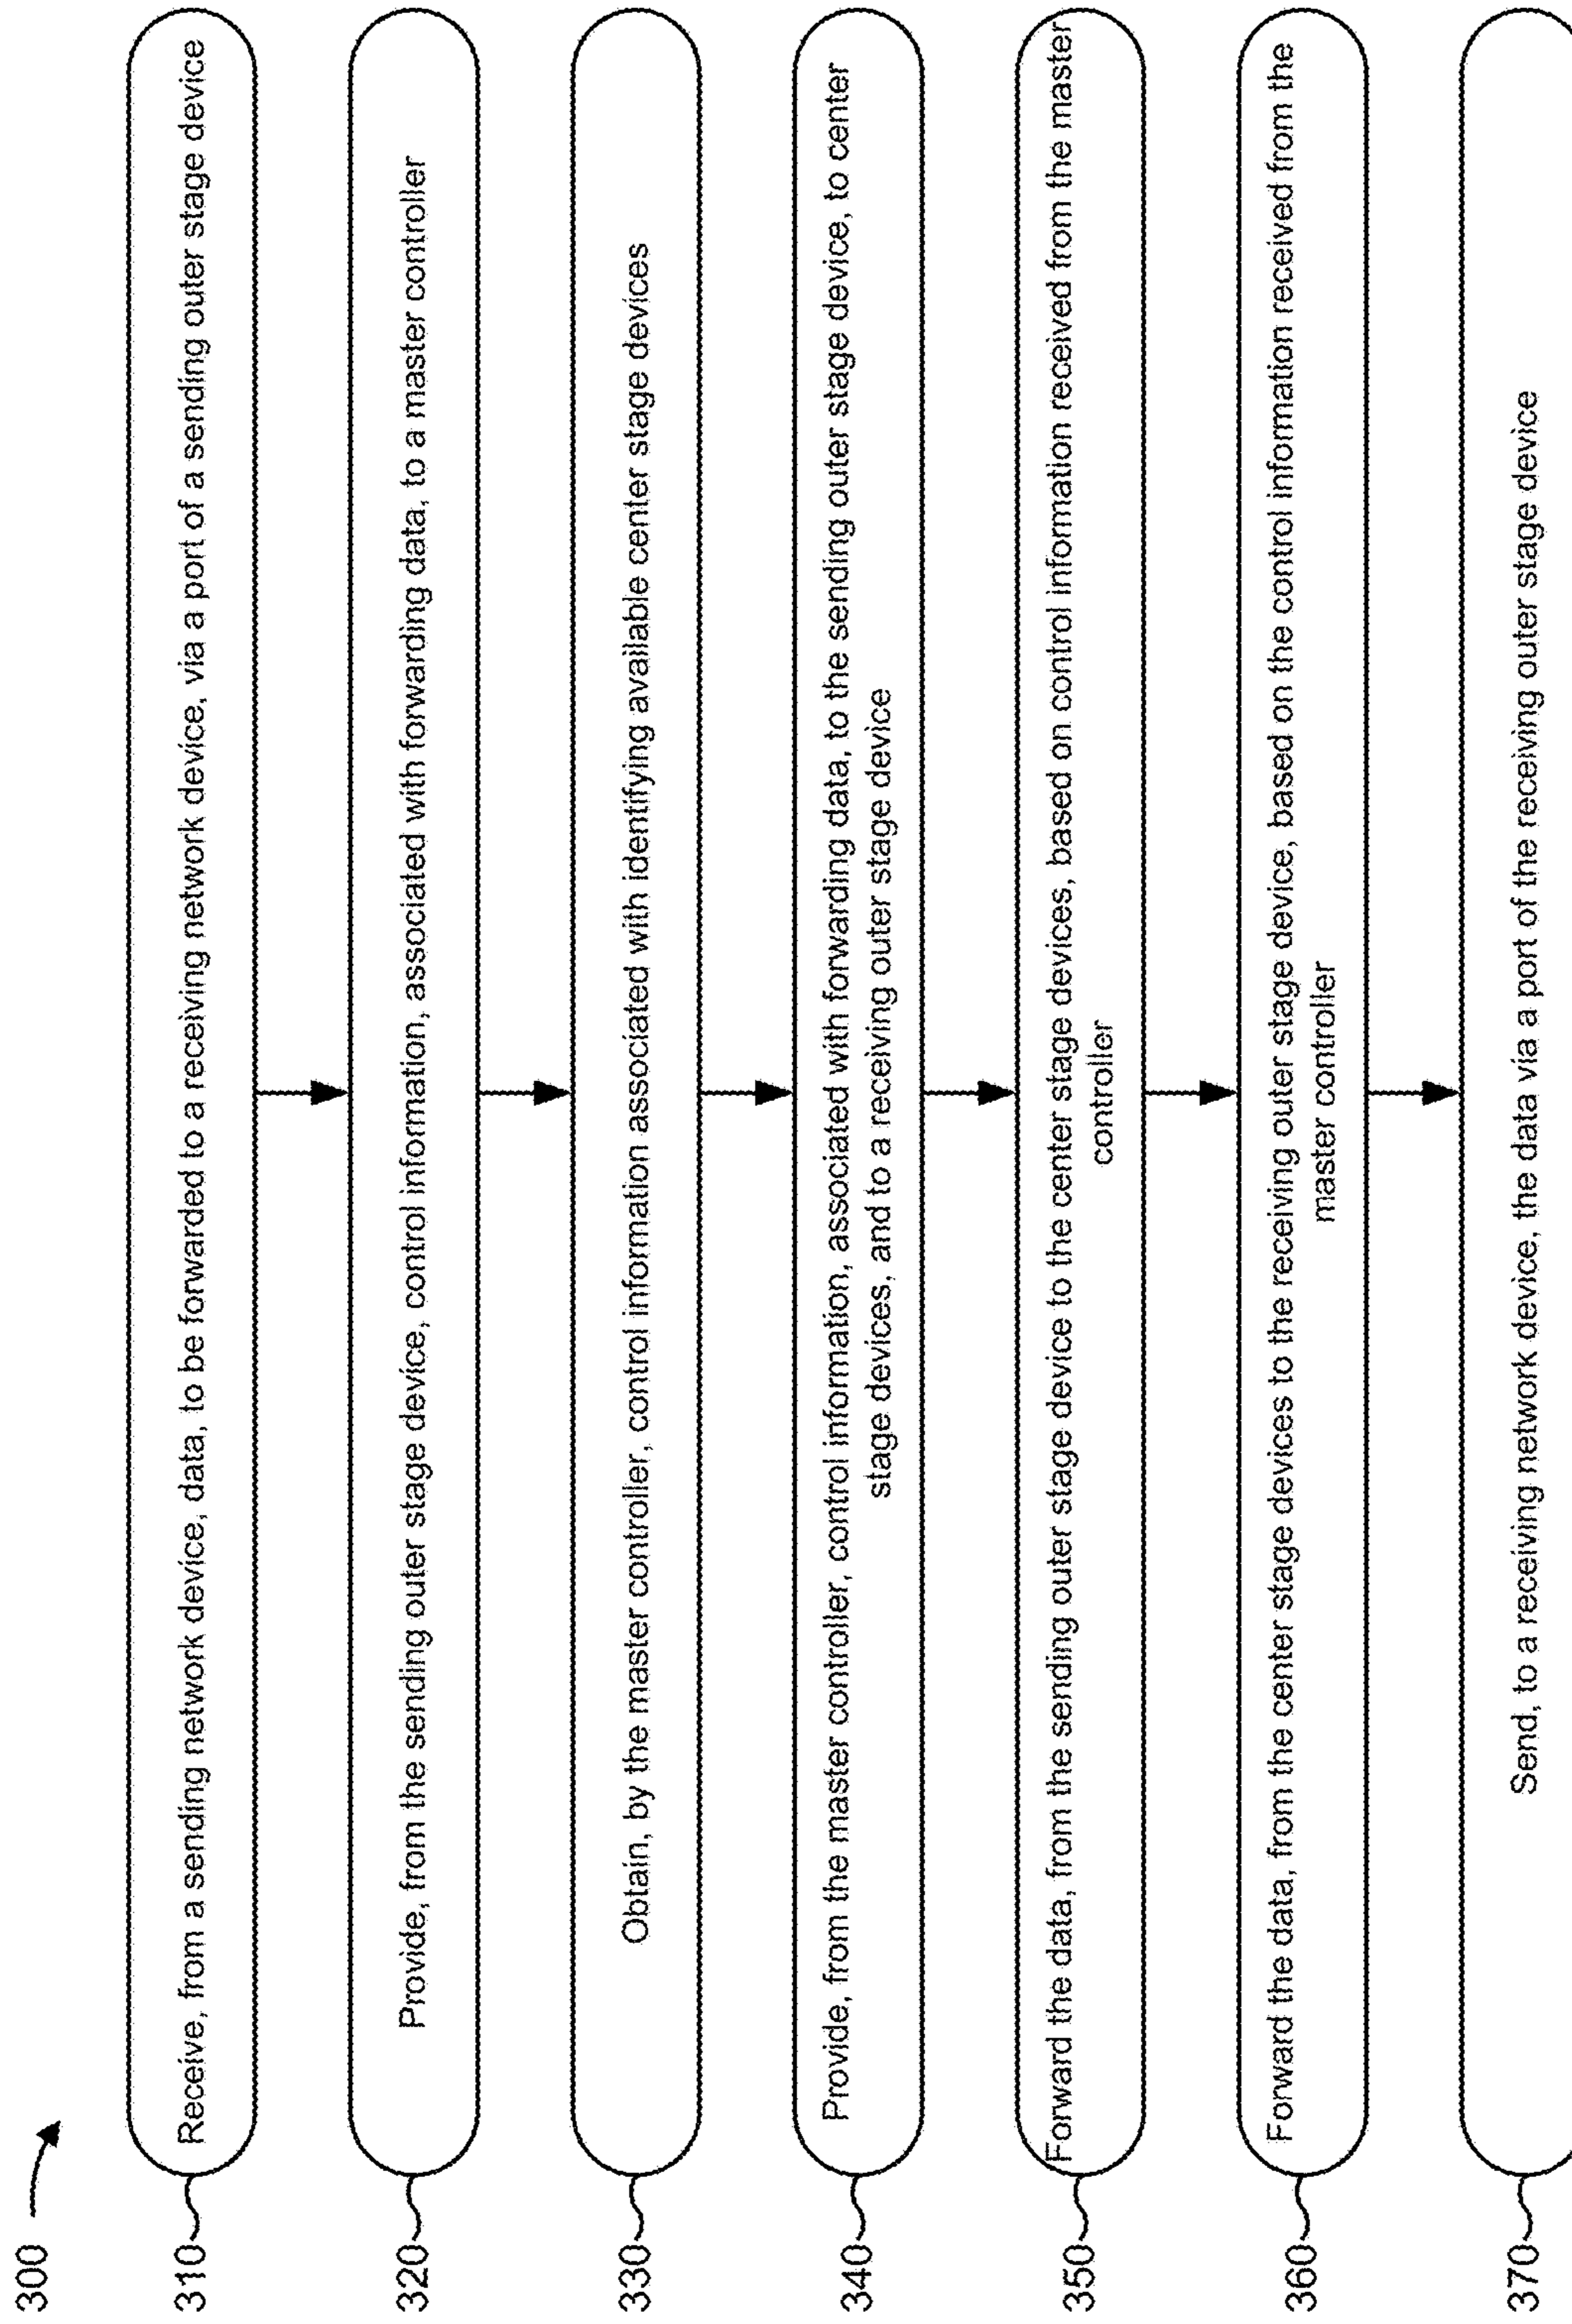 300
310
Receive, from a sending network device, data, to be forwarded to a receiving network device, via a port of a sending outer stage device
320
Provide, from the sending outer stage device, control information, associated with forwarding data, to a master controller
330
Obtain, by the master controller, control information associated with identifying available center stage devices
340
Provide, from the master controller, control information, associated with forwarding data, to the sending outer stage device, to center
stage devices, and to a receiving outer stage device
350
Forward the data, from the sending outer stage device to the center stage devices, based on control information received from the master
controller
360
Forward the data, from the center stage devices to the receiving outer stage device, based on the control information received from the
master controller
370
Send, to a receiving network device, the data via a port of the receiving outer stage device